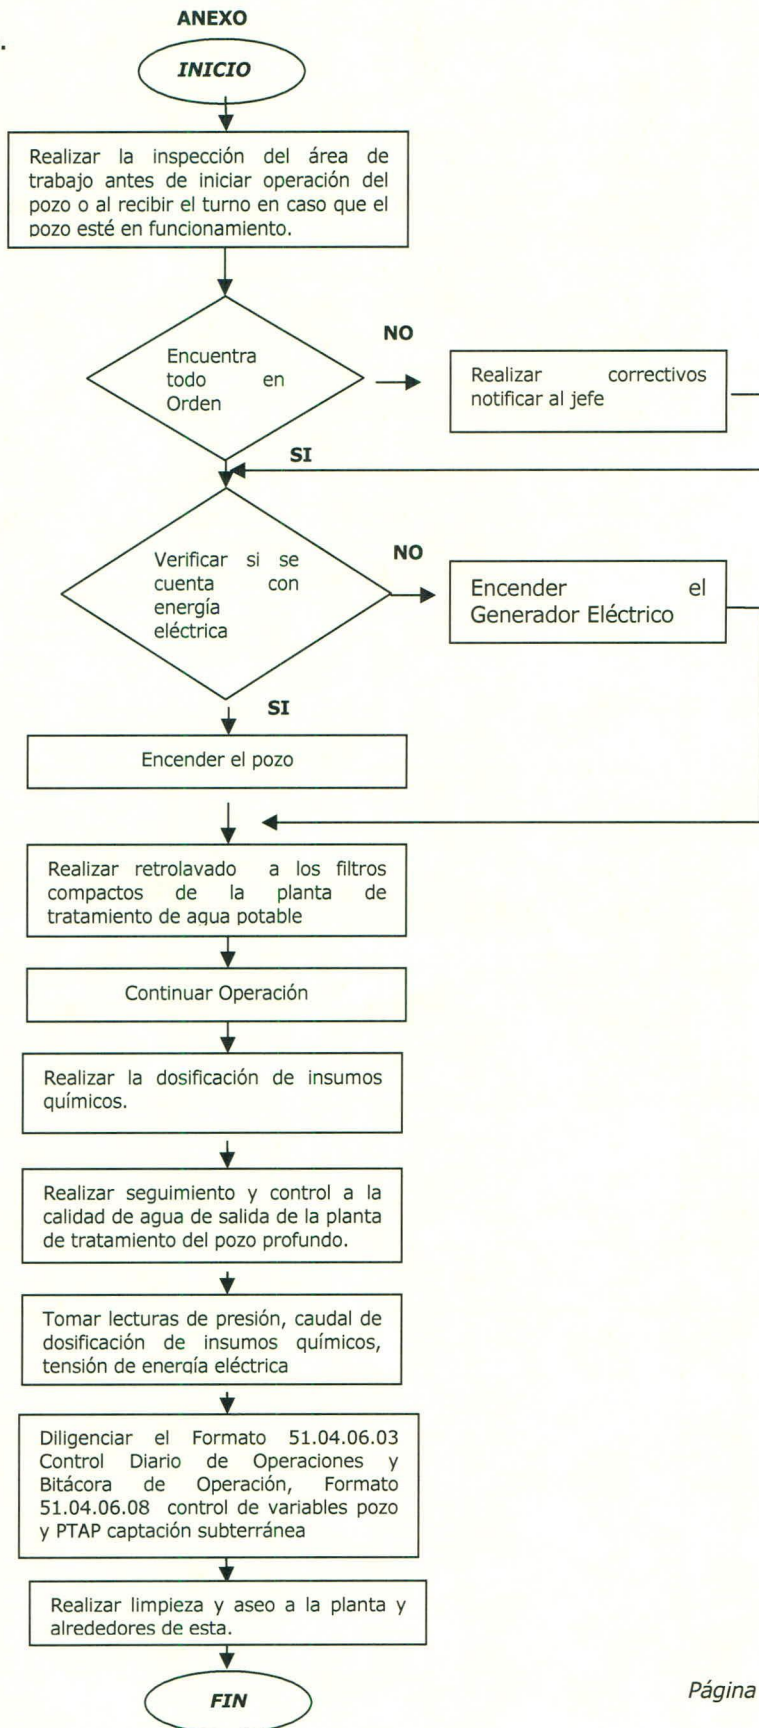 ANEXO
.
INICIO
Realizar la inspección del área de
trabajo antes de iniciar operación del
pozo o al recibir el turno en caso que el
pozo esté en funcionamiento.
Encuentra
todo en
Orden
NO
Realizar correctivos
notificar al jefe
SI
Verificar si se
cuenta con
energía
eléctrica
NO
Encender el
Generador Eléctrico
SI
Encender el pozo
Realizar retrolavado a los filtros
compactos de la planta de
tratamiento de agua potable
Continuar Operación
Realizar la dosificación de insumos
químicos.
Realizar seguimiento y control a la
calidad de agua de salida de la planta
de tratamiento del pozo profundo.
Tomar lecturas de presión, caudal de
dosificación de insumos químicos,
tensión de energía eléctrica
Diligenciar el Formato 51.04.06.03
Control Diario de Operaciones y
Bitácora de Operación, Formato
51.04.06.08 control de variables pozo
y PTAP captación subterránea
Realizar limpieza y aseo a la planta y
alrededores de esta.
FIN
Página